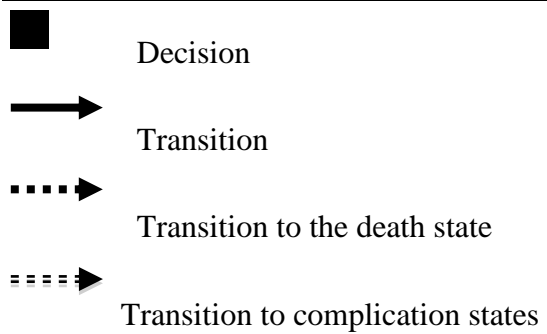 Decision
Transition
Transition to the death state
Transition to complication states